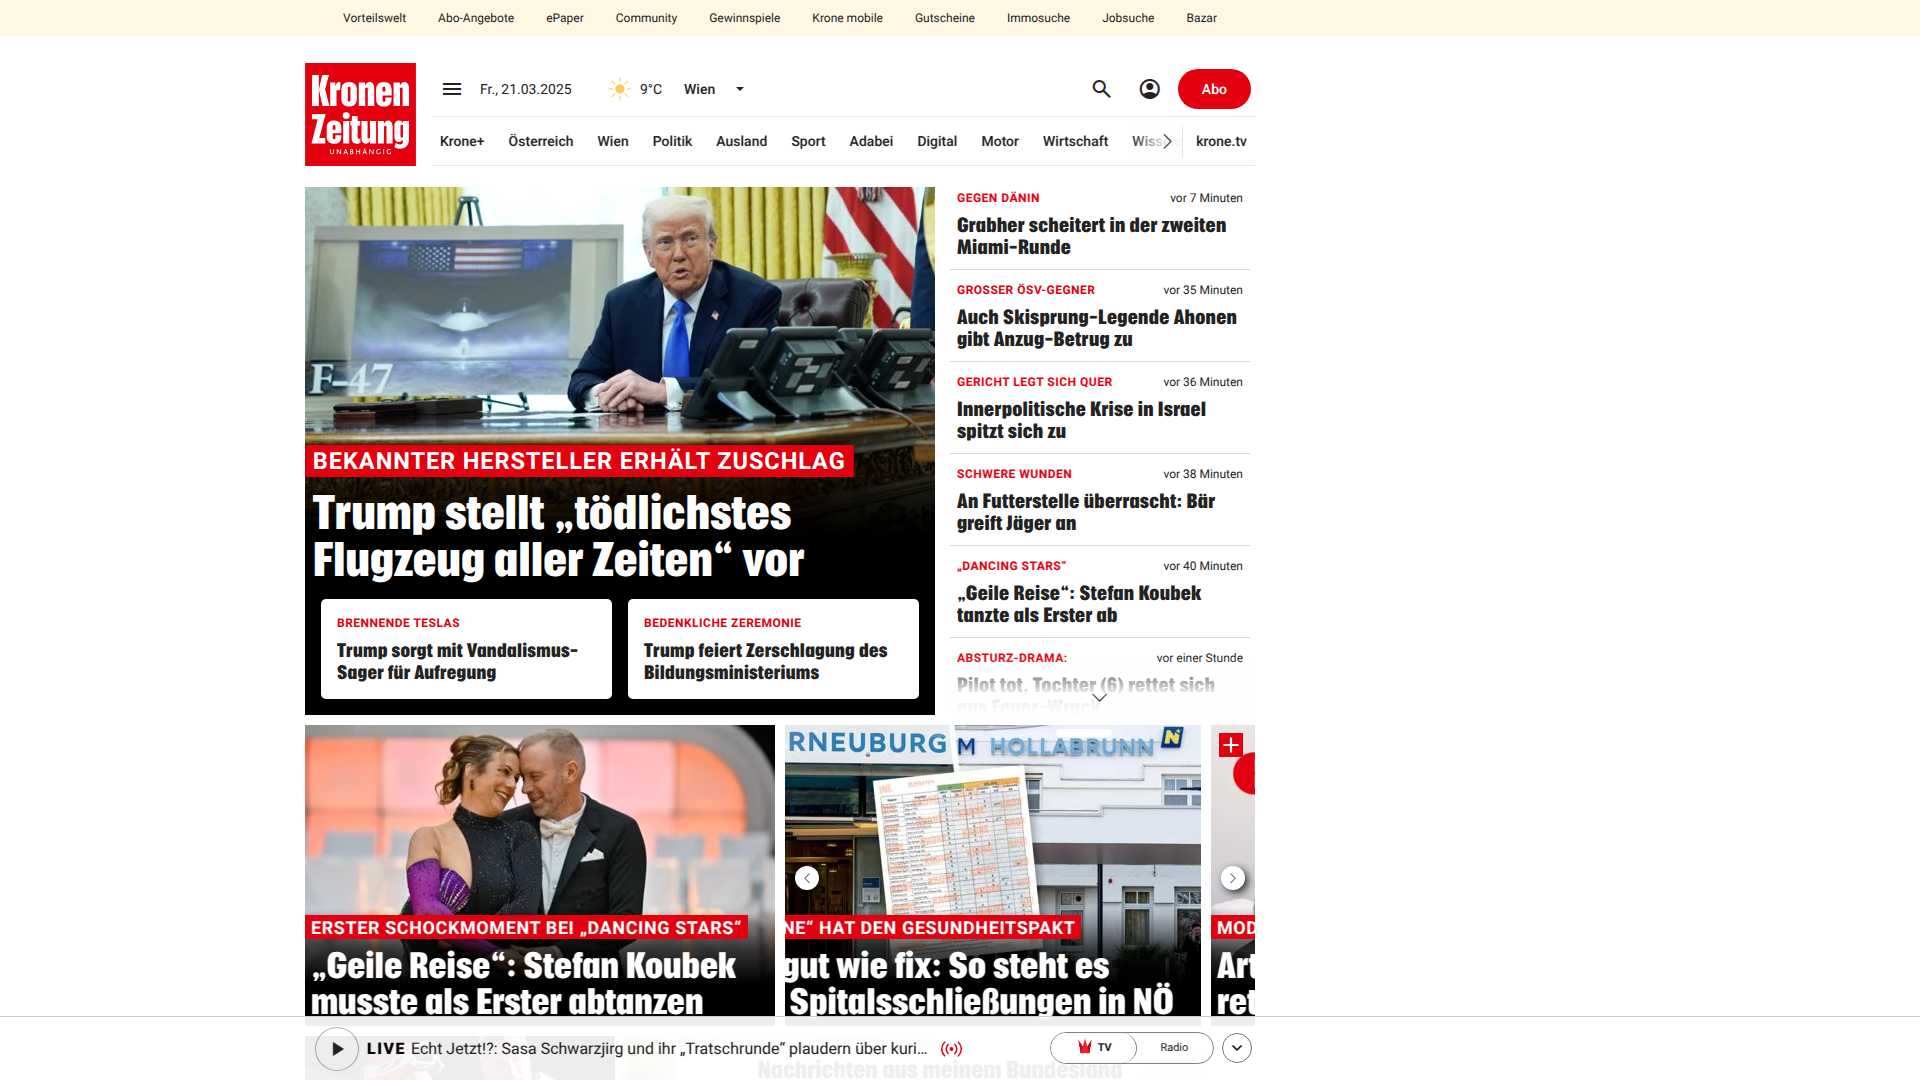 Vorteilswelt Abo-Angebote ePaper Community Gewinnspiele Krone mobile Gutscheine Immosuche Jobsuche Bazar
Kronen
Zeitung
UNABHÄNGIG
Fr., 21.03.2025 9°C Wien Abo
Krone+ Österreich Wien Politik Ausland Sport Adabei Digital Motor Wirtschaft Wiss krone.tv
F-47
BEKANNTER HERSTELLER ERHÄLT ZUSCHLAG
Trump stellt „tödlichstes
Flugzeug aller Zeiten“ vor
BRENNENDE TESLAS
Trump sorgt mit Vandalismus-
Sager für Aufregung
BEDENKLICHE ZEREMONIE
Trump feiert Zerschlagung des
Bildungsministeriums
GEGEN DÄNIN vor 7 Minuten
Grabher scheitert in der zweiten
Miami-Runde
GROSSER ÖSV-GEGNER vor 35 Minuten
Auch Skisprung-Legende Ahonen
gibt Anzug-Betrug zu
GERICHT LEGT SICH QUER vor 36 Minuten
Innerpolitische Krise in Israel
spitzt sich zu
SCHWERE WUNDEN vor 38 Minuten
An Futterstelle überrascht: Bär
greift Jäger an
„DANCING STARS“ vor 40 Minuten
„Geile Reise“: Stefan Koubek
tanzte als Erster ab
ABSTURZ-DRAMA: vor einer Stunde
Pilot tot, Tochter (6) rettet sich
aus Feuer-Wrack
ERSTER SCHOCKMOMENT BEI „DANCING STARS“
„Geile Reise“: Stefan Koubek
musste als Erster abtanzen
RNEUBURG
M HOLLABRUNN
NE“ HAT DEN GESUNDHEITSPAKT
gut wie fix: So steht es
Spitalsschließungen in NÖ
MOD
Art
ret
LIVE Echt Jetzt!?: Sasa Schwarzjirg und ihr „Tratschrunde“ plaudern über kuri...
TV Radio
Nachrichten aus meinem Bundesland